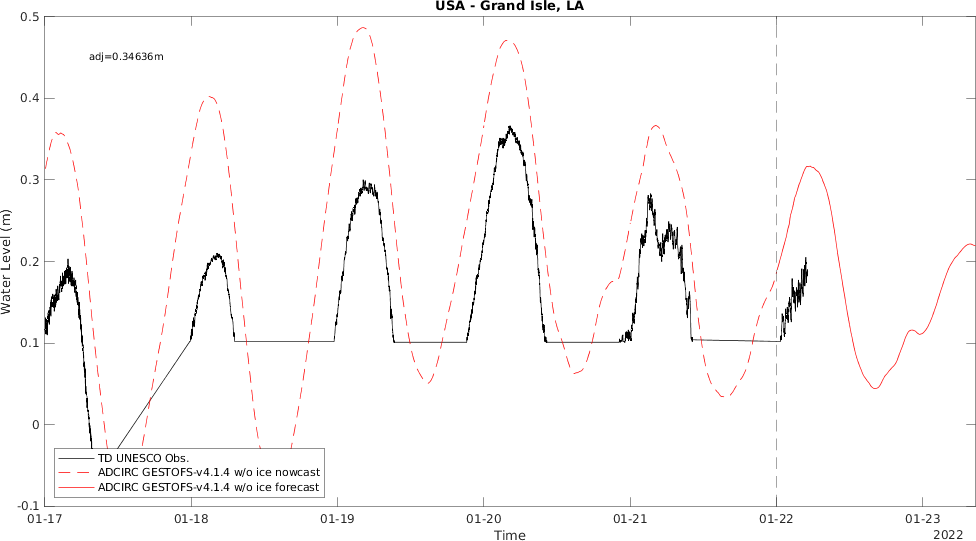 USA - Grand Isle, LA
adj=0.34636m
0.5
0.4
0.3
0.2
0.1
0
-0.1
Water Level (m)
TD UNESCO Obs.
ADCIRC GESTOFS-v4.1.4 w/o ice nowcast
ADCIRC GESTOFS-v4.1.4 w/o ice forecast
01-17 01-18 01-19 01-20 01-21 01-22 01-23
Time
2022